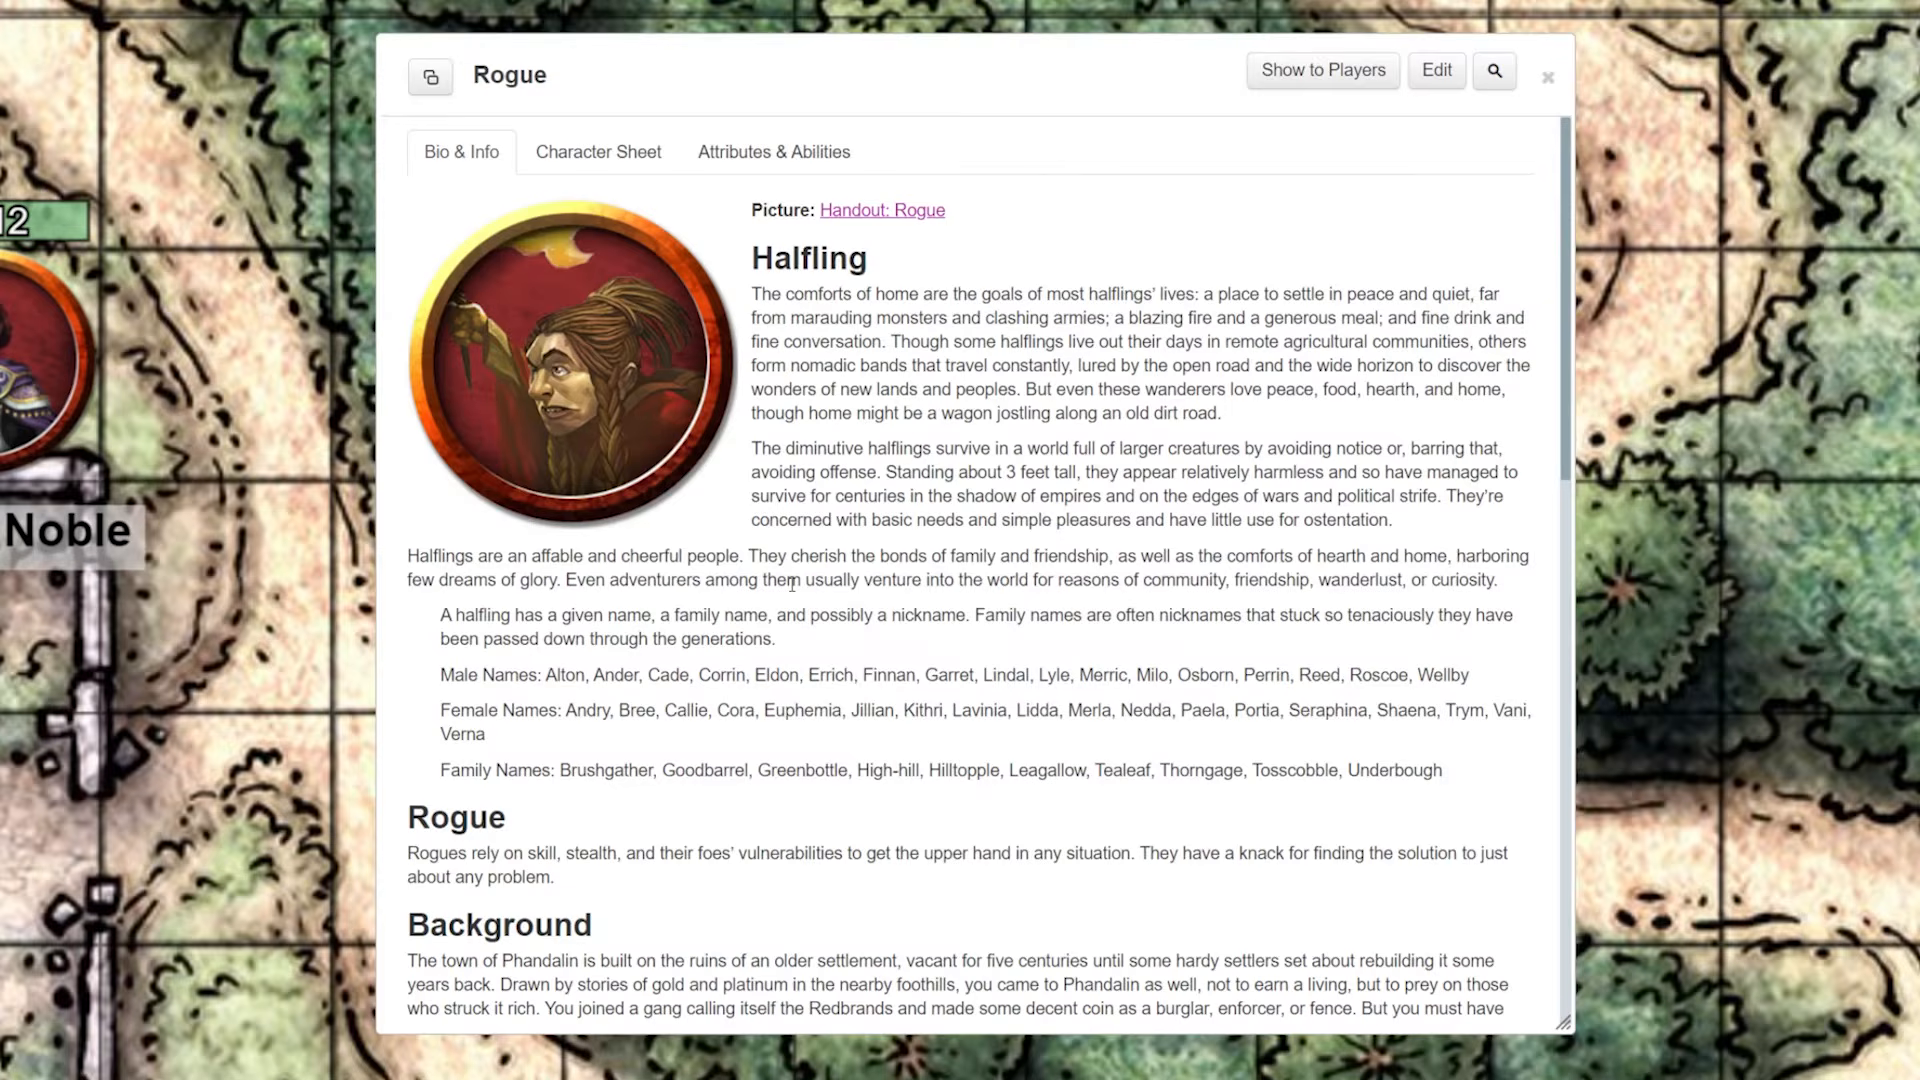 Rogue
Show to Players
Edit
Bio & Info
Character Sheet
Attributes & Abilities
12
Picture: Handout: Rogue
Halfling
The comforts of home are the goals of most halflings’ lives: a place to settle in peace and quiet, far
from marauding monsters and clashing armies; a blazing fire and a generous meal; and fine drink and
fine conversation. Though some halflings live out their days in remote agricultural communities, others
form nomadic bands that travel constantly, lured by the open road and the wide horizon to discover the
wonders of new lands and peoples. But even these wanderers love peace, food, hearth, and home,
though home might be a wagon jostling along an old dirt road.
The diminutive halflings survive in a world full of larger creatures by avoiding notice or, barring that,
avoiding offense. Standing about 3 feet tall, they appear relatively harmless and so have managed to
survive for centuries in the shadow of empires and on the edges of wars and political strife. They’re
concerned with basic needs and simple pleasures and have little use for ostentation.
Noble
Halflings are an affable and cheerful people. They cherish the bonds of family and friendship, as well as the comforts of hearth and home, harboring
few dreams of glory. Even adventurers among them usually venture into the world for reasons of community, friendship, wanderlust, or curiosity.
A halfling has a given name, a family name, and possibly a nickname. Family names are often nicknames that stuck so tenaciously they have
been passed down through the generations.
Male Names: Alton, Ander, Cade, Corrin, Eldon, Errich, Finnan, Garret, Lindal, Lyle, Merric, Milo, Osborn, Perrin, Reed, Roscoe, Wellby
Female Names: Andry, Bree, Callie, Cora, Euphemia, Jillian, Kithri, Lavinia, Lidda, Merla, Nedda, Paela, Portia, Seraphina, Shaena, Trym, Vani,
Verna
Family Names: Brushgather, Goodbarrel, Greenbottle, High-hill, Hilltopple, Leagallow, Tealeaf, Thorngage, Tosscobble, Underbough
Rogue
Rogues rely on skill, stealth, and their foes’ vulnerabilities to get the upper hand in any situation. They have a knack for finding the solution to just
about any problem.
Background
The town of Phandalin is built on the ruins of an older settlement, vacant for five centuries until some hardy settlers set about rebuilding it some
years back. Drawn by stories of gold and platinum in the nearby foothills, you came to Phandalin as well, not to earn a living, but to prey on those
who struck it rich. You joined a gang calling itself the Redbrands and made some decent coin as a burglar, enforcer, or fence. But you must have